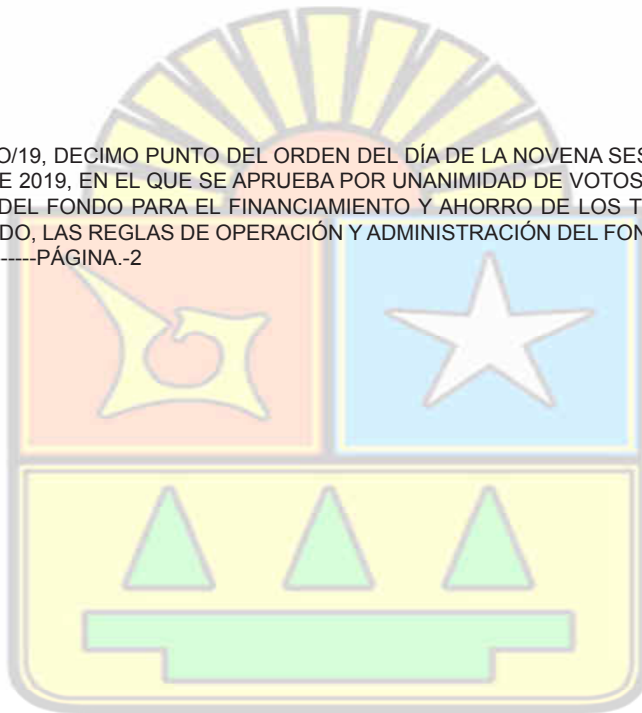 O/19, DECIMO PUNTO DEL ORDEN DEL DÍA DE LA NOVENA SES
E 2019, EN EL QUE SE APRUEBA POR UNANIMIDAD DE VOTOS
DEL FONDO PARA EL FINANCIAMIENTO Y AHORRO DE LOS T
DO, LAS REGLAS DE OPERACIÓN Y ADMINISTRACIÓN DEL FON
-----PÁGINA.-2